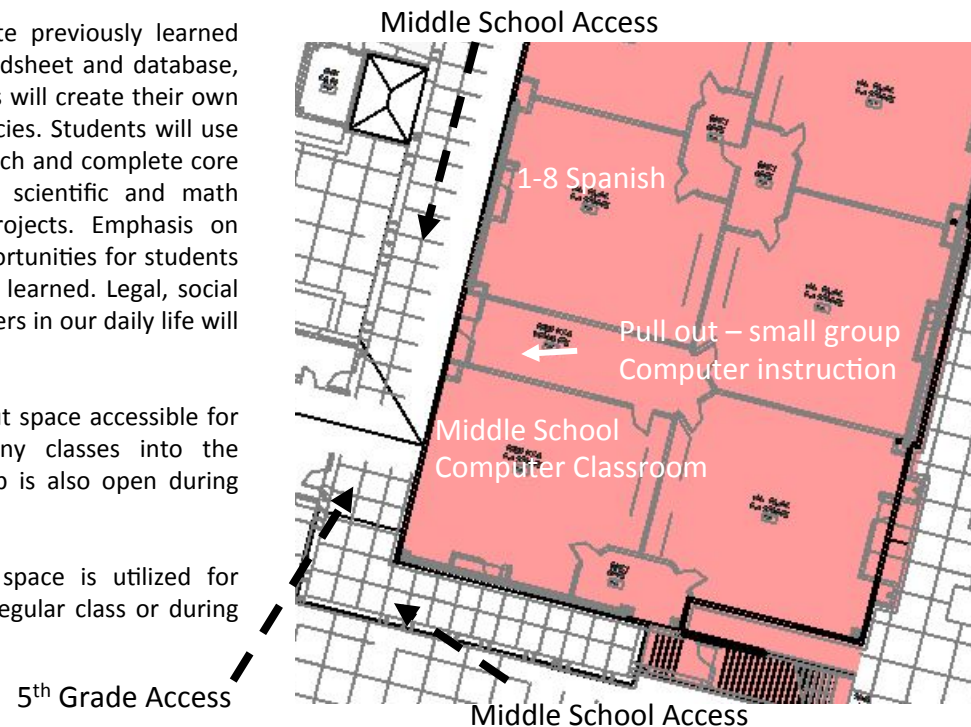 Middle School Access
te previously learned
dsheet and database,
s will create their own
cies. Students will use
ch and complete core
scientific and math
rojects. Emphasis on
ortunities for students
learned. Legal, social
ers in our daily life will
ut space accessible for
ny classes into the
o is also open during
space is utilized for
egular class or during
5th Grade Access
1-8 Spanish
Pull out – small group
Computer instruction
Middle School
Computer Classroom
Middle School Access